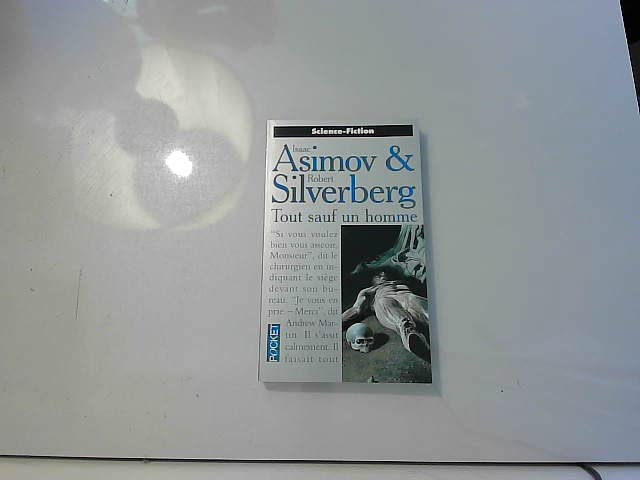 Science-Fiction
Isaac
Asimov &
Robert
Silverberg
Tout sauf un homme
"Si vous voulez
bien vous asseoir,
Monsieur", dit le
chirurgien en in-
diquant le siège
devant son bu-
reau. "Je vous en
prie. – Merci", dit
Andrew Mar-
tin. Il s'assit
calmement. Il
faisait tout
POCKET